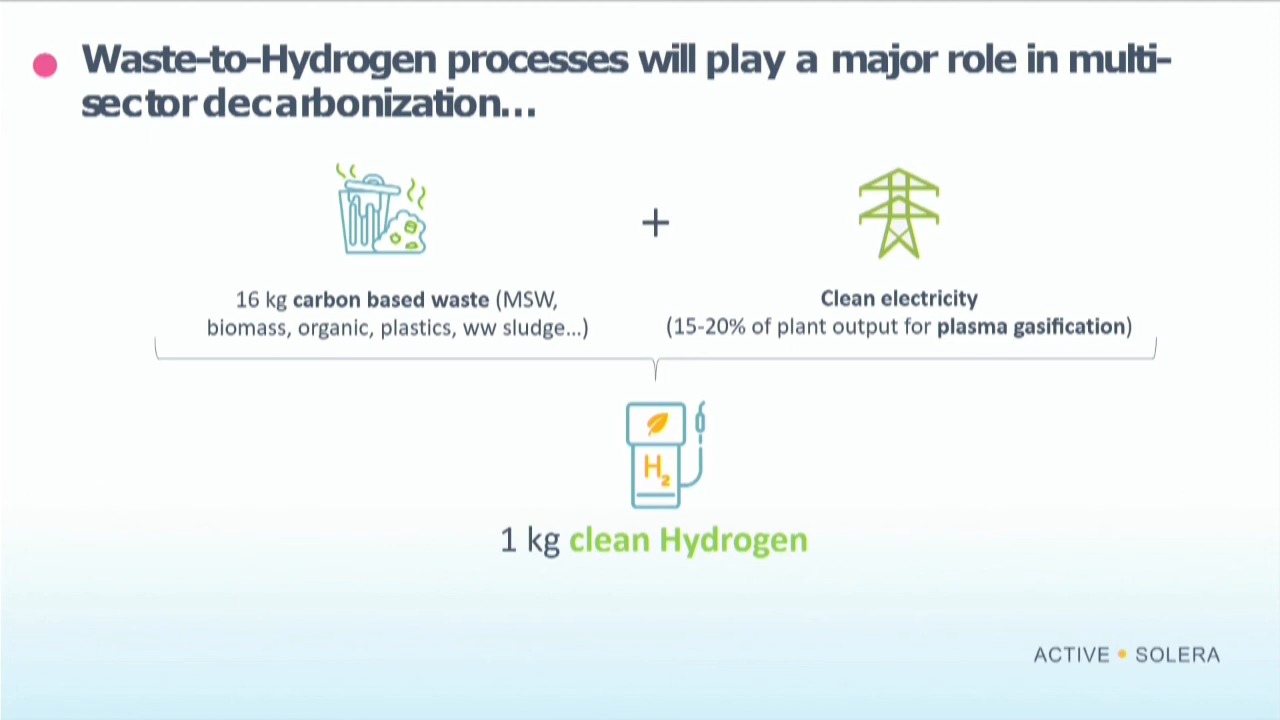 Waste-to-Hydrogen processes will play a major role in multi-
sector decarbonization...
+
16 kg carbon based waste (MSW,
biomass, organic, plastics, ww sludge...)
Clean electricity
(15-20% of plant output for plasma gasification)
H₂
1 kg clean Hydrogen
ACTIVE • SOLERA